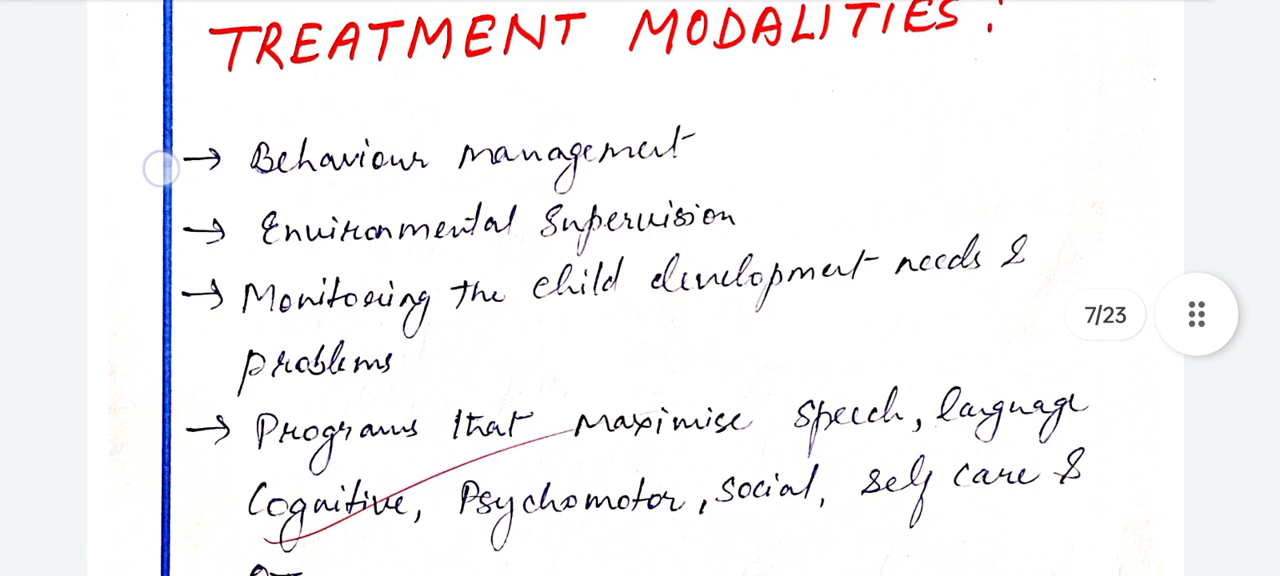 TREATMENT MODALITIES :
→ Behaviour management
→ Environmental Supervision
→ Monitoring the child development needs &
problems
7/23
→ Programs that maximise speech, language
Cognitive, Psychomotor, social, self care &